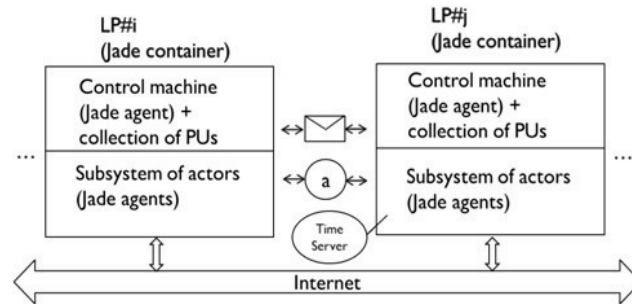 LP#i
(Jade container)
Control machine
(Jade agent) +
collection of PUs
Subsystem of actors
(Jade agents)
...
a
LP#j
(Jade container)
Control machine
(Jade agent) +
collection of PUs
Subsystem of actors
(Jade agents)
...
Time
Server
Internet